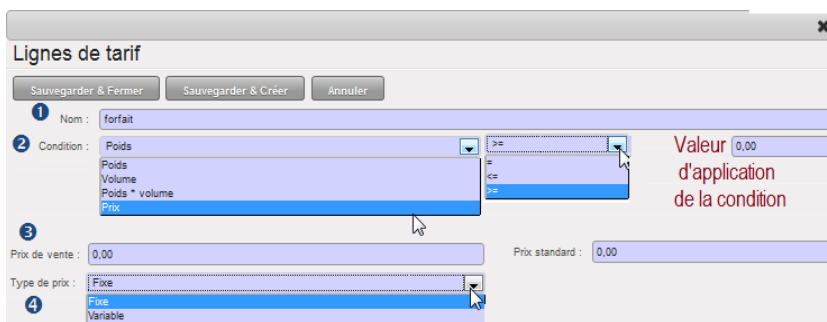 Lignes de tarif
Sauvegarder & Fermer Sauvegarder & Créer Annuler
1 Nom : forfait
2 Condition : Poids >= Valeur 0,00
d'application
de la condition
Poids
Volume
Poids * volume
Prix
=
<=
>=
3
Prix de vente : 0,00 Prix standard : 0,00
Type de prix : Fixe
4
Fixe
Variable